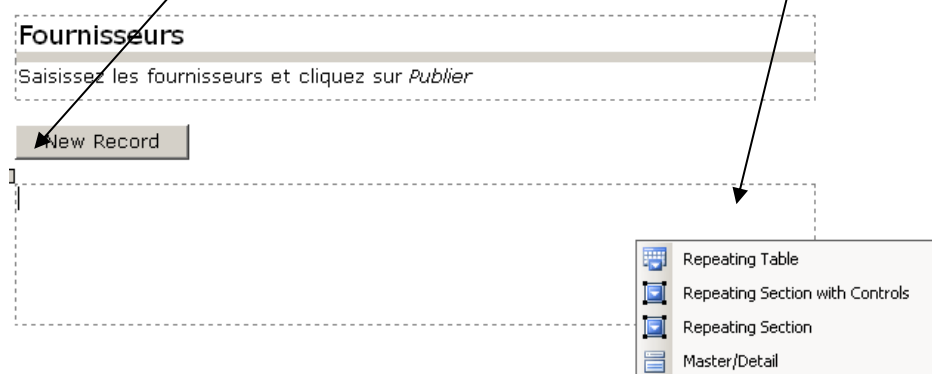 Fournisseurs
Saisissez les fournisseurs et cliquez sur Publier
New Record
Repeating Table
Repeating Section with Controls
Repeating Section
Master/Detail